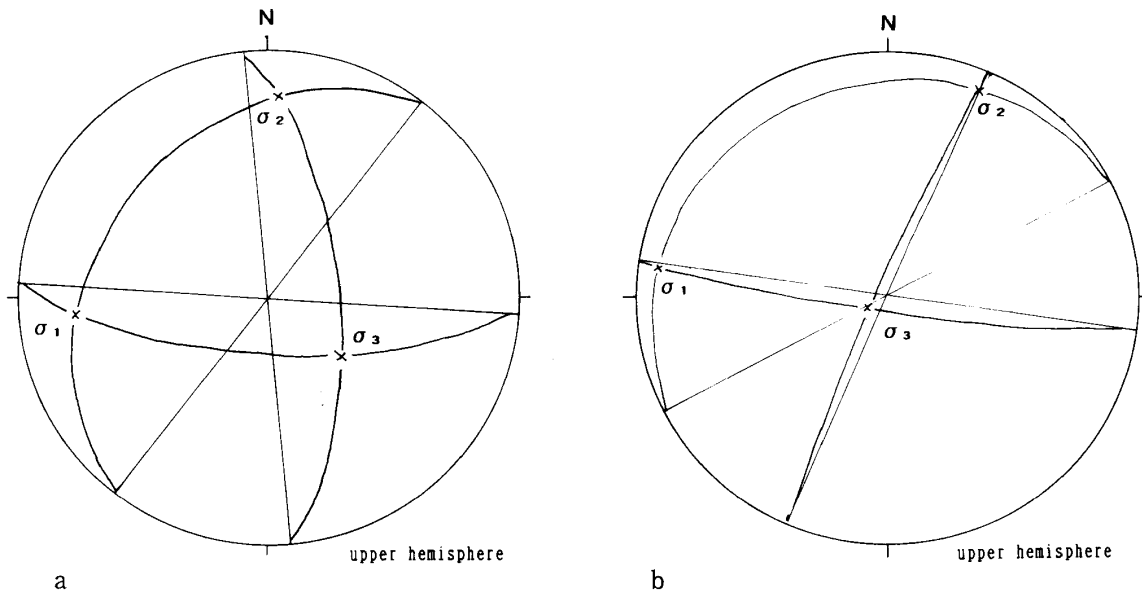 N
σ₂
σ₁
σ₃
upper hemisphere
a
N
σ₂
σ₁
σ₃
upper hemisphere
b